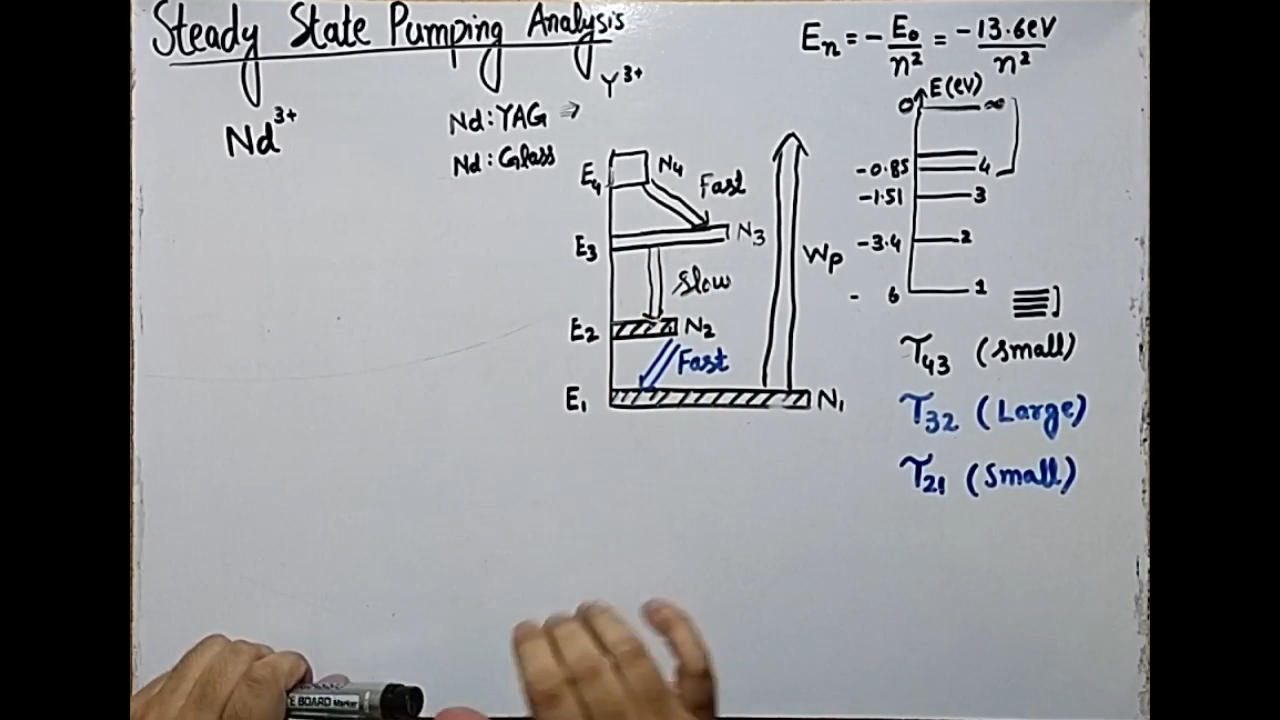 Steady State Pumping Analysis
Nd³⁺
Y³⁺
Nd:YAG ⇒
Nd:Glass
E₄ N₄ Fast
E₃ N₃
Slow
Wp
E₂ N₂
Fast
E₁ N₁
Eₙ = -E₀/n² = -13.6eV/n²
E(eV)
0 ∞
-0.85 4
-1.51 3
-3.4 2
- 6 1
τ₄₃ (Small)
τ₃₂ (Large)
τ₂₁ (Small)
BOARD Marker